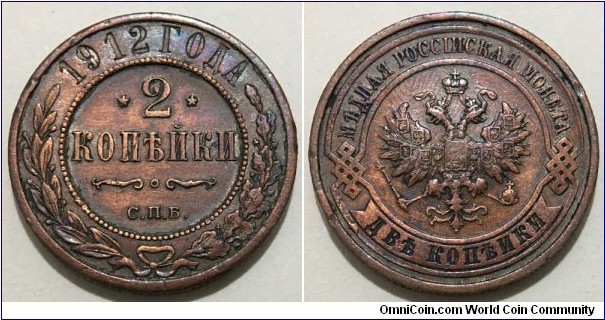 1912 ГОДА
* 2 *
КОПѢЙКИ
С.П.Б.
МѢДНАЯ РОССІЙСКАЯ МОНЕТА
ДВѢ КОПѢЙКИ
OmniCoin.com World Coin Community